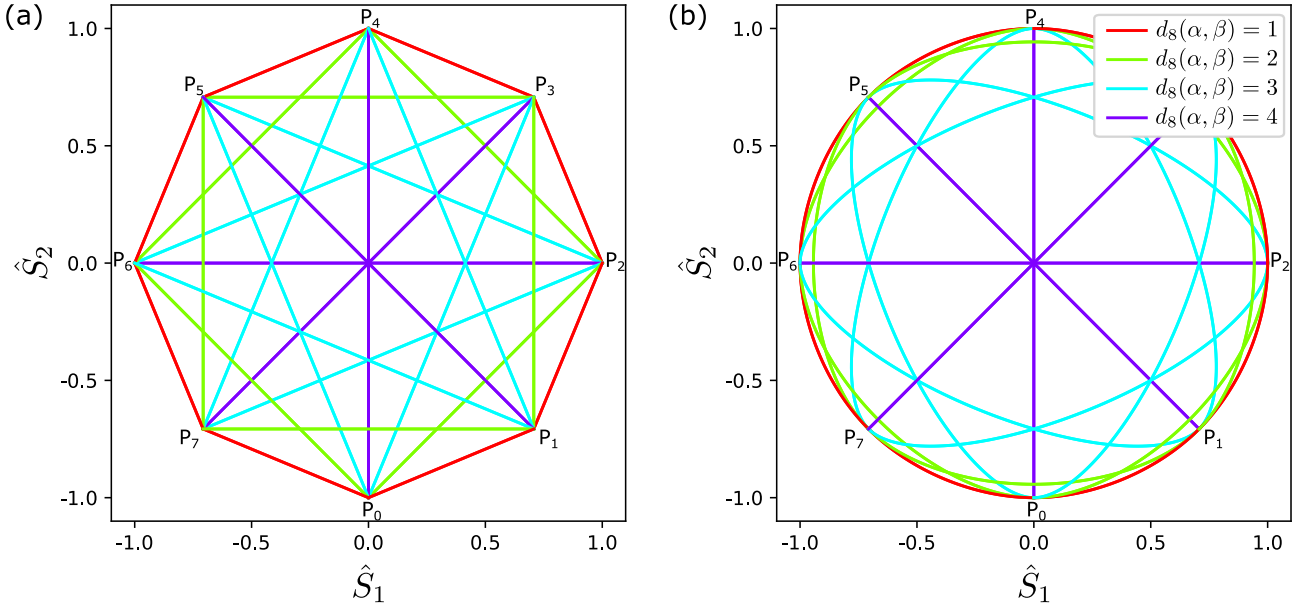 (a)
1.0
0.5
0.0
-0.5
-1.0
Ŝ₂
P₄
P₅
P₃
P₆
P₂
P₇
P₁
P₀
-1.0 -0.5 0.0 0.5 1.0
Ŝ₁
(b)
1.0
0.5
0.0
-0.5
-1.0
Ŝ₂
P₄
d₈(α, β) = 1
d₈(α, β) = 2
d₈(α, β) = 3
d₈(α, β) = 4
P₅
P₆
P₂
P₇
P₁
P₀
-1.0 -0.5 0.0 0.5 1.0
Ŝ₁